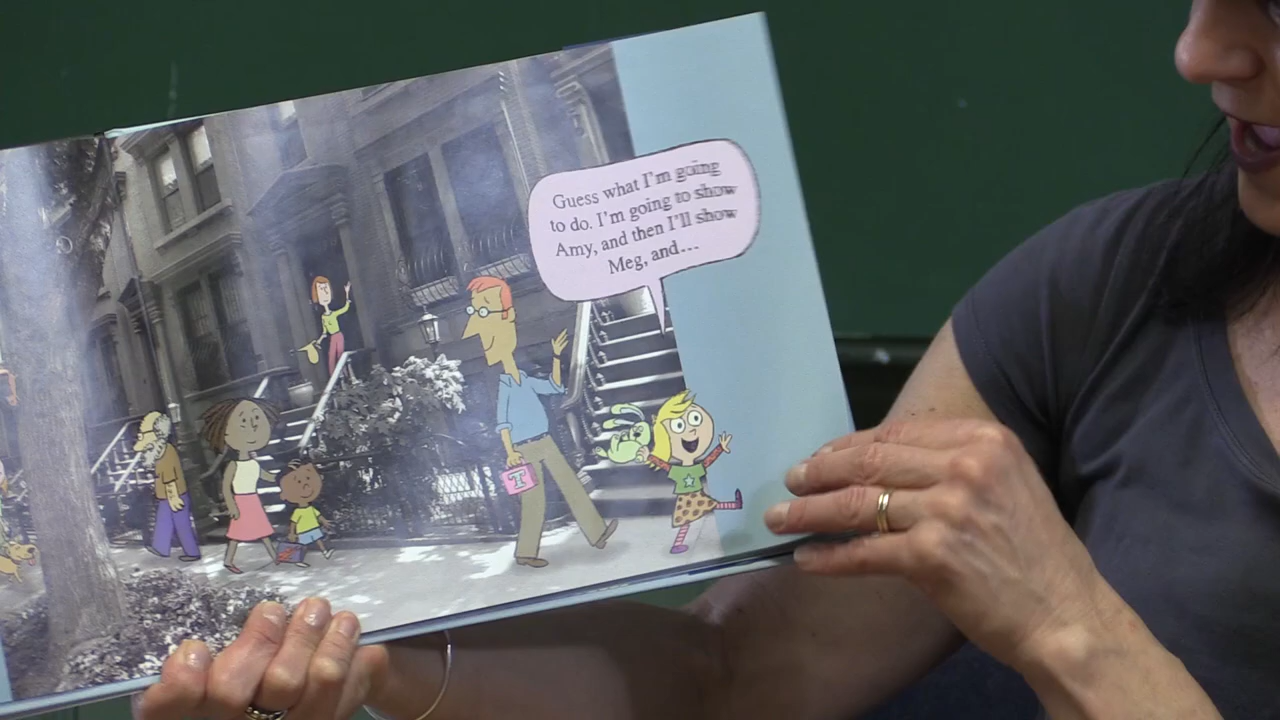 Guess what I'm going
to do. I'm going to show
Amy, and then I'll show
Meg, and...
T